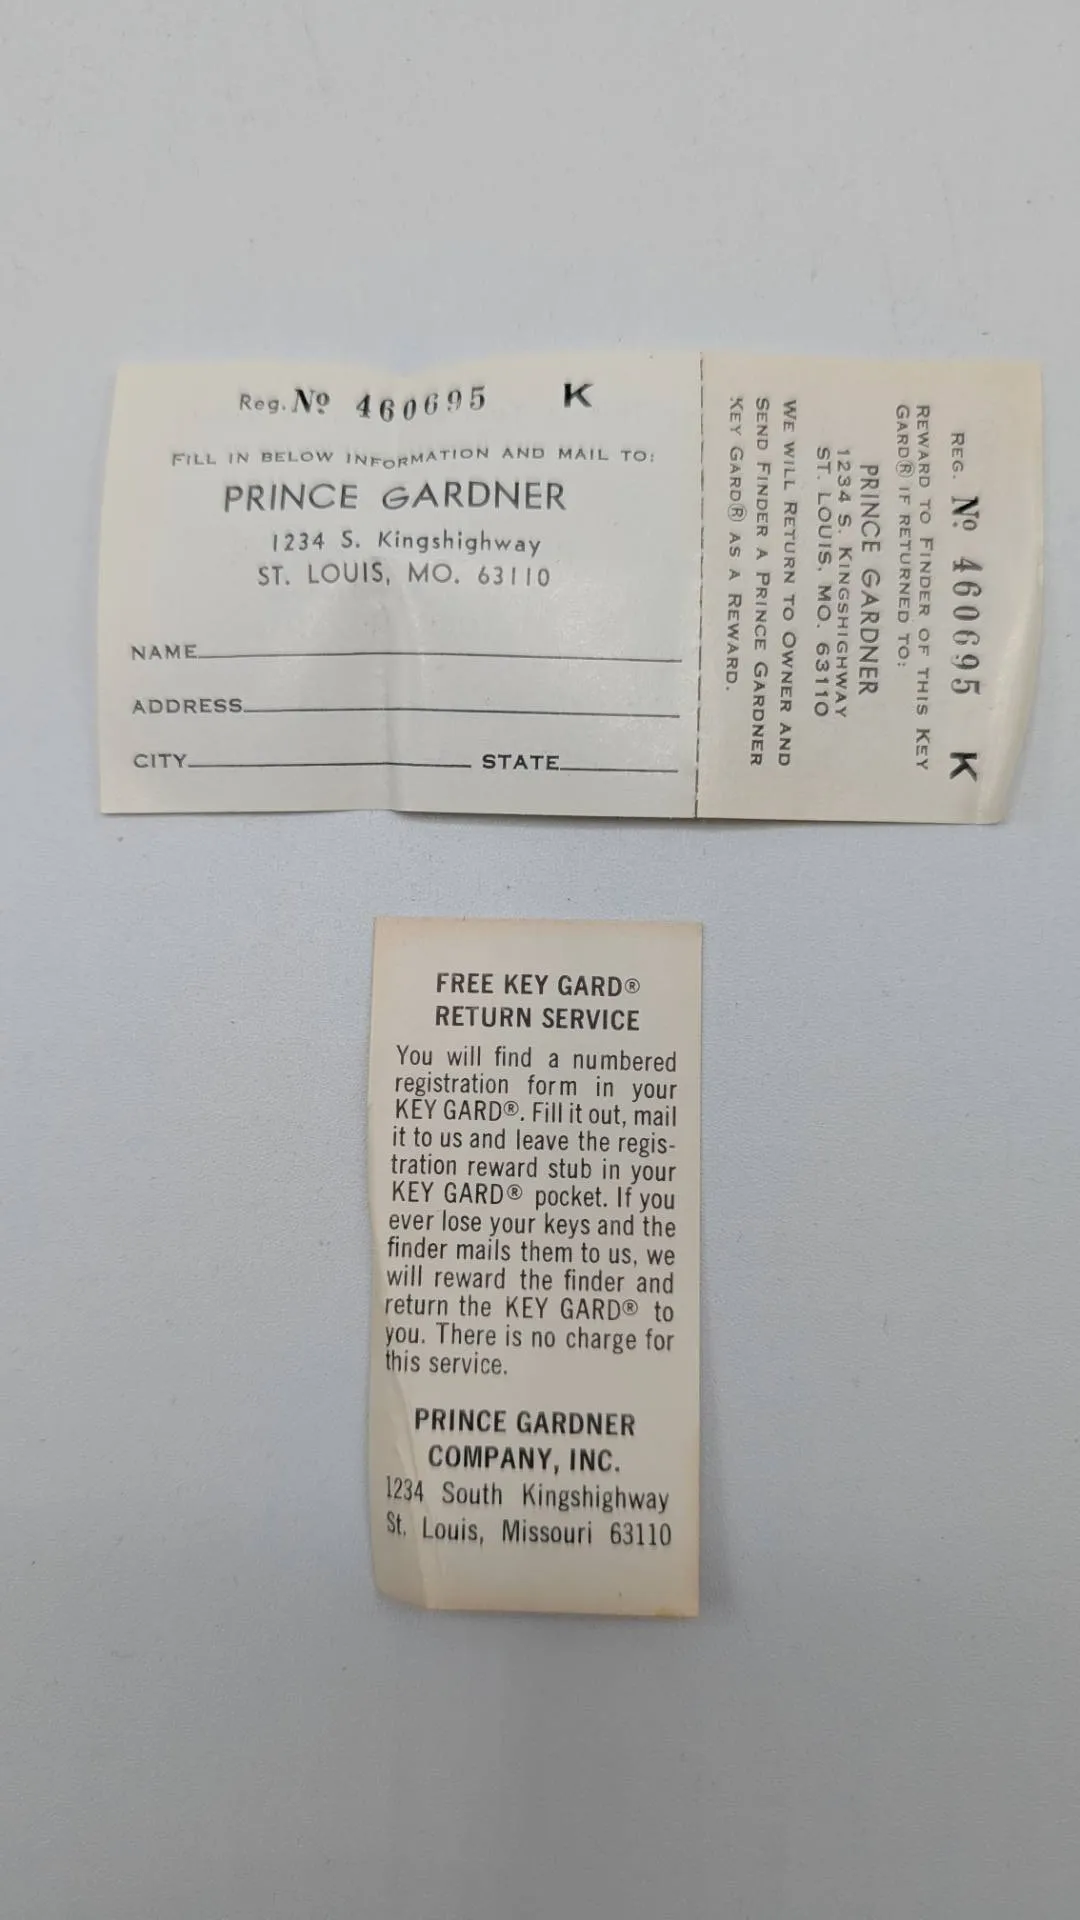 Reg. Nº 460695 K
FILL IN BELOW INFORMATION AND MAIL TO:
PRINCE GARDNER
1234 S. Kingshighway
ST. LOUIS, MO. 63110
NAME
ADDRESS
CITY STATE
REG. Nº 460695 K
REWARD TO FINDER OF THIS KEY
GARD® IF RETURNED TO:
PRINCE GARDNER
1234 S. KINGSHIGHWAY
ST. LOUIS, MO. 63110
WE WILL RETURN TO OWNER AND
SEND FINDER A PRINCE GARDNER
KEY GARD® AS A REWARD.
FREE KEY GARD®
RETURN SERVICE
You will find a numbered
registration form in your
KEY GARD®. Fill it out, mail
it to us and leave the regis-
tration reward stub in your
KEY GARD® pocket. If you
ever lose your keys and the
finder mails them to us, we
will reward the finder and
return the KEY GARD® to
you. There is no charge for
this service.
PRINCE GARDNER
COMPANY, INC.
1234 South Kingshighway
St. Louis, Missouri 63110